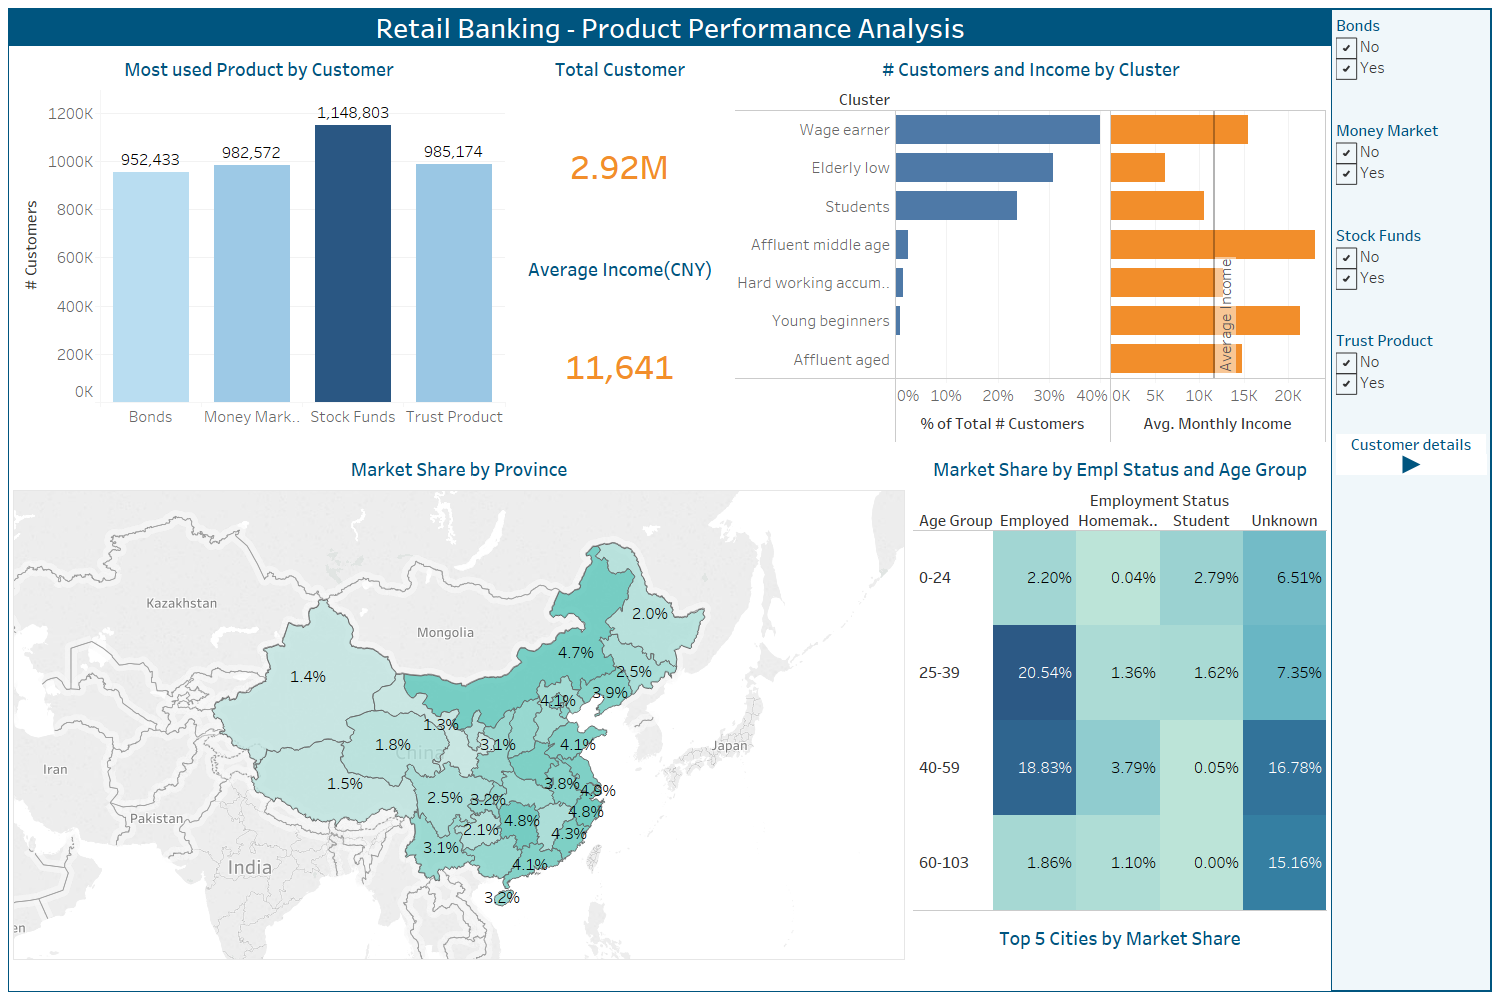 Retail Banking - Product Performance Analysis
Most used Product by Customer
# Customers
1200K
1000K
800K
600K
400K
200K
0K
952,433
982,572
1,148,803
985,174
Bonds
Money Mark..
Stock Funds
Trust Product
Total Customer
2.92M
Average Income(CNY)
11,641
# Customers and Income by Cluster
Cluster
Wage earner
Elderly low
Students
Affluent middle age
Hard working accum..
Young beginners
Affluent aged
Average Income
0% 10% 20% 30% 40%
0K 5K 10K 15K 20K
% of Total # Customers
Avg. Monthly Income
Bonds
No
Yes
Money Market
No
Yes
Stock Funds
No
Yes
Trust Product
No
Yes
Customer details
Market Share by Province
Kazakhstan
Mongolia
China
Japan
Iran
Pakistan
India
en
2.0%
4.7%
2.5%
1.4%
3.9%
4.1%
1.3%
1.8%
3.1%
4.1%
1.5%
3.8%
4.9%
2.5%
3.2%
4.8%
4.8%
2.1%
4.3%
3.1%
4.1%
3.2%
Market Share by Empl Status and Age Group
Employment Status
Age Group Employed Homemak.. Student Unknown
0-24 2.20% 0.04% 2.79% 6.51%
25-39 20.54% 1.36% 1.62% 7.35%
40-59 18.83% 3.79% 0.05% 16.78%
60-103 1.86% 1.10% 0.00% 15.16%
Top 5 Cities by Market Share